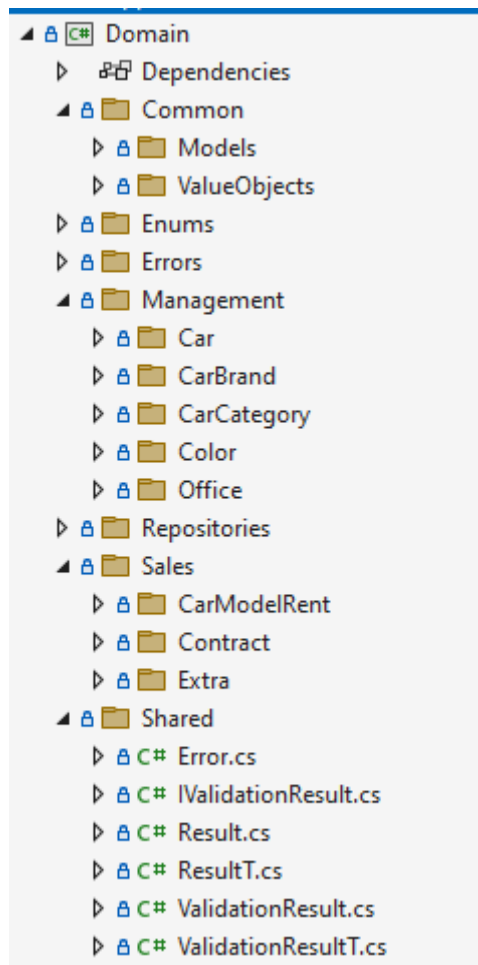 C# Domain
Dependencies
Common
Models
ValueObjects
Enums
Errors
Management
Car
CarBrand
CarCategory
Color
Office
Repositories
Sales
CarModelRent
Contract
Extra
Shared
C# Error.cs
C# IValidationResult.cs
C# Result.cs
C# ResultT.cs
C# ValidationResult.cs
C# ValidationResultT.cs